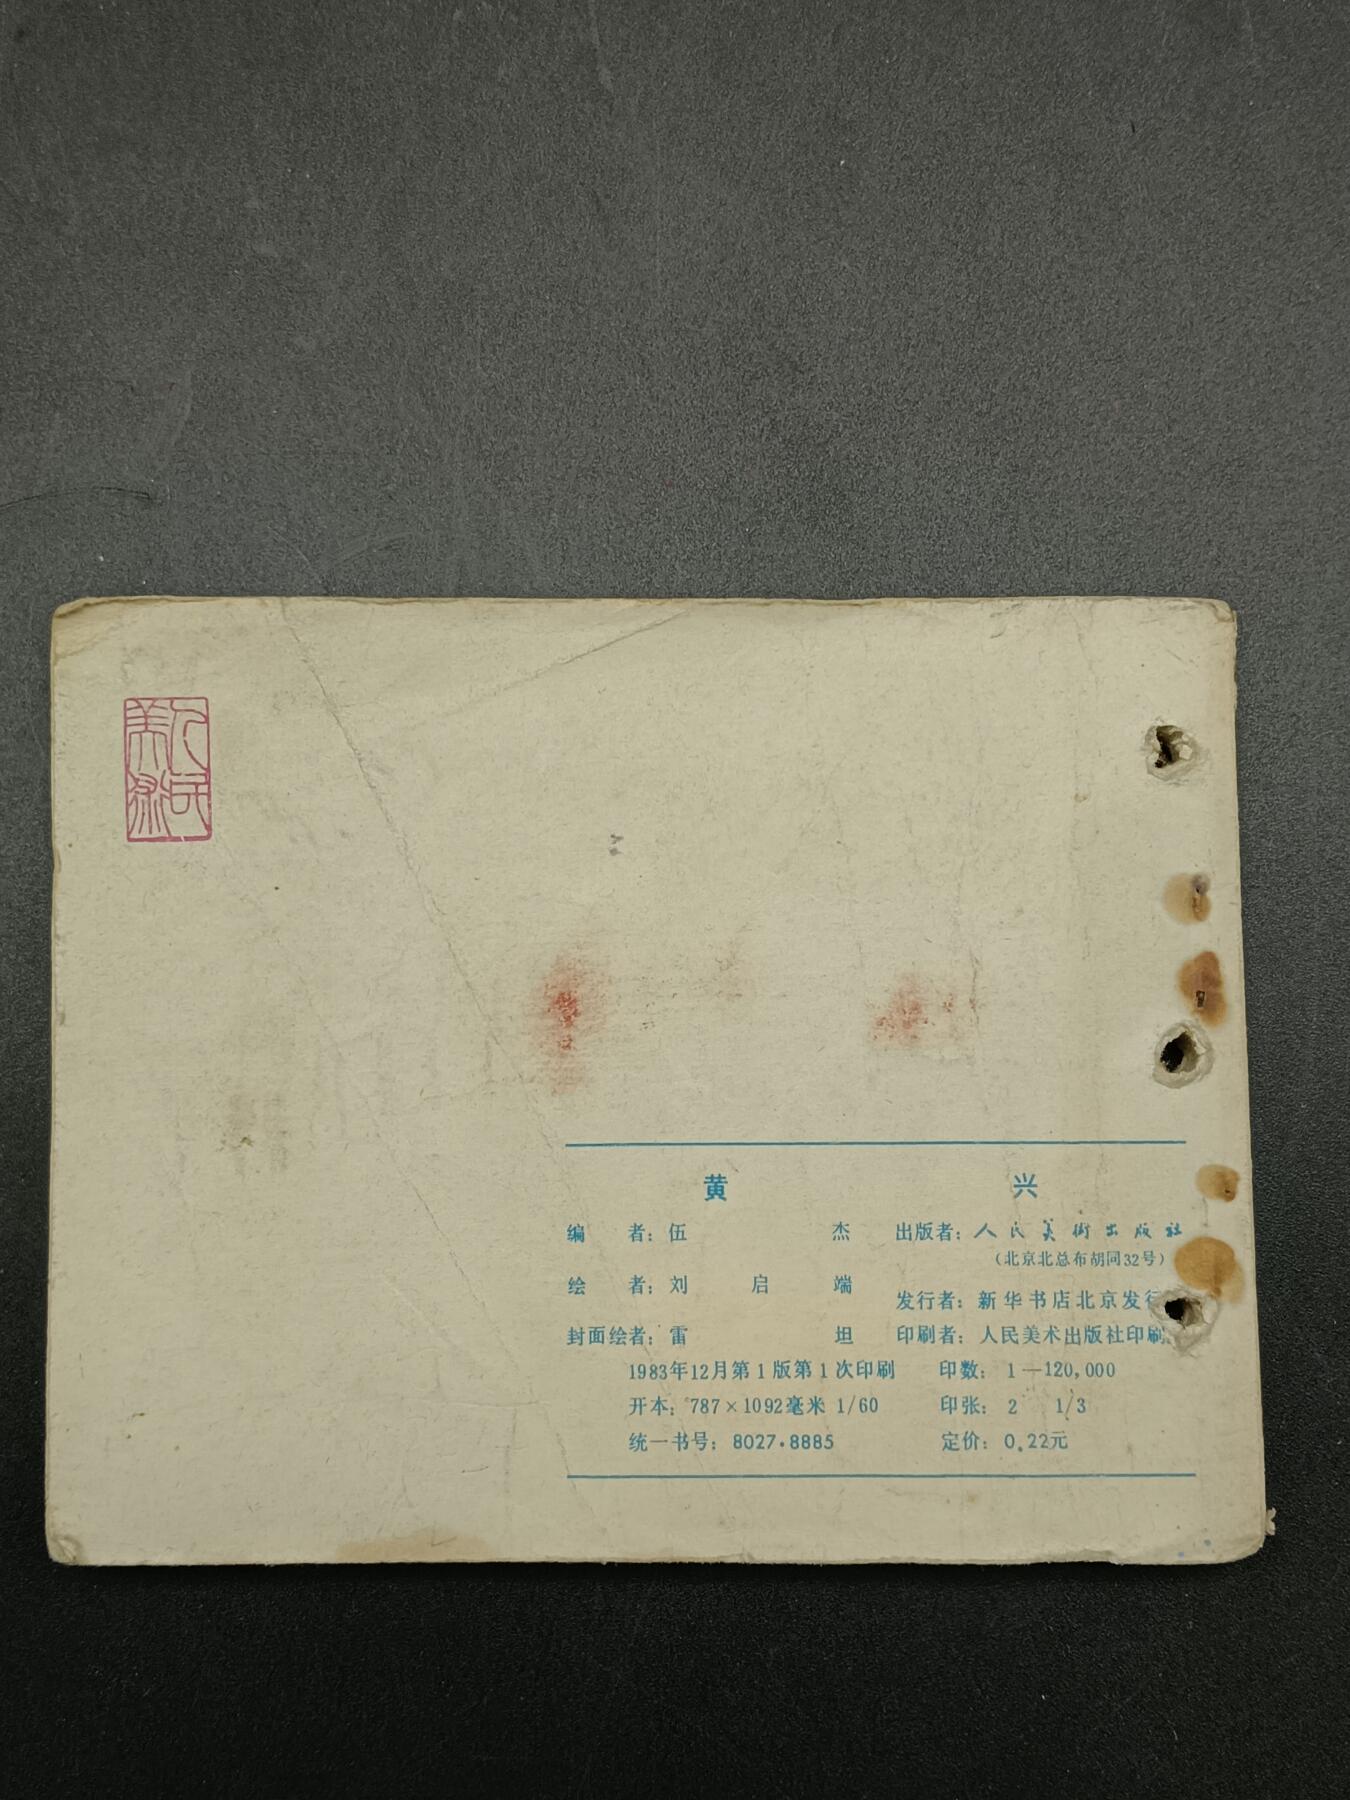 人民美术
黄兴
编者：伍杰
绘者：刘启端
封面绘者：雷坦
出版者：人民美术出版社
（北京北总布胡同32号）
发行者：新华书店北京发行
印刷者：人民美术出版社印刷
1983年12月第1版第1次印刷 印数：1—120,000
开本：787×1092毫米 1/60 印张：2 1/3
统一书号：8027·8885 定价：0.22元